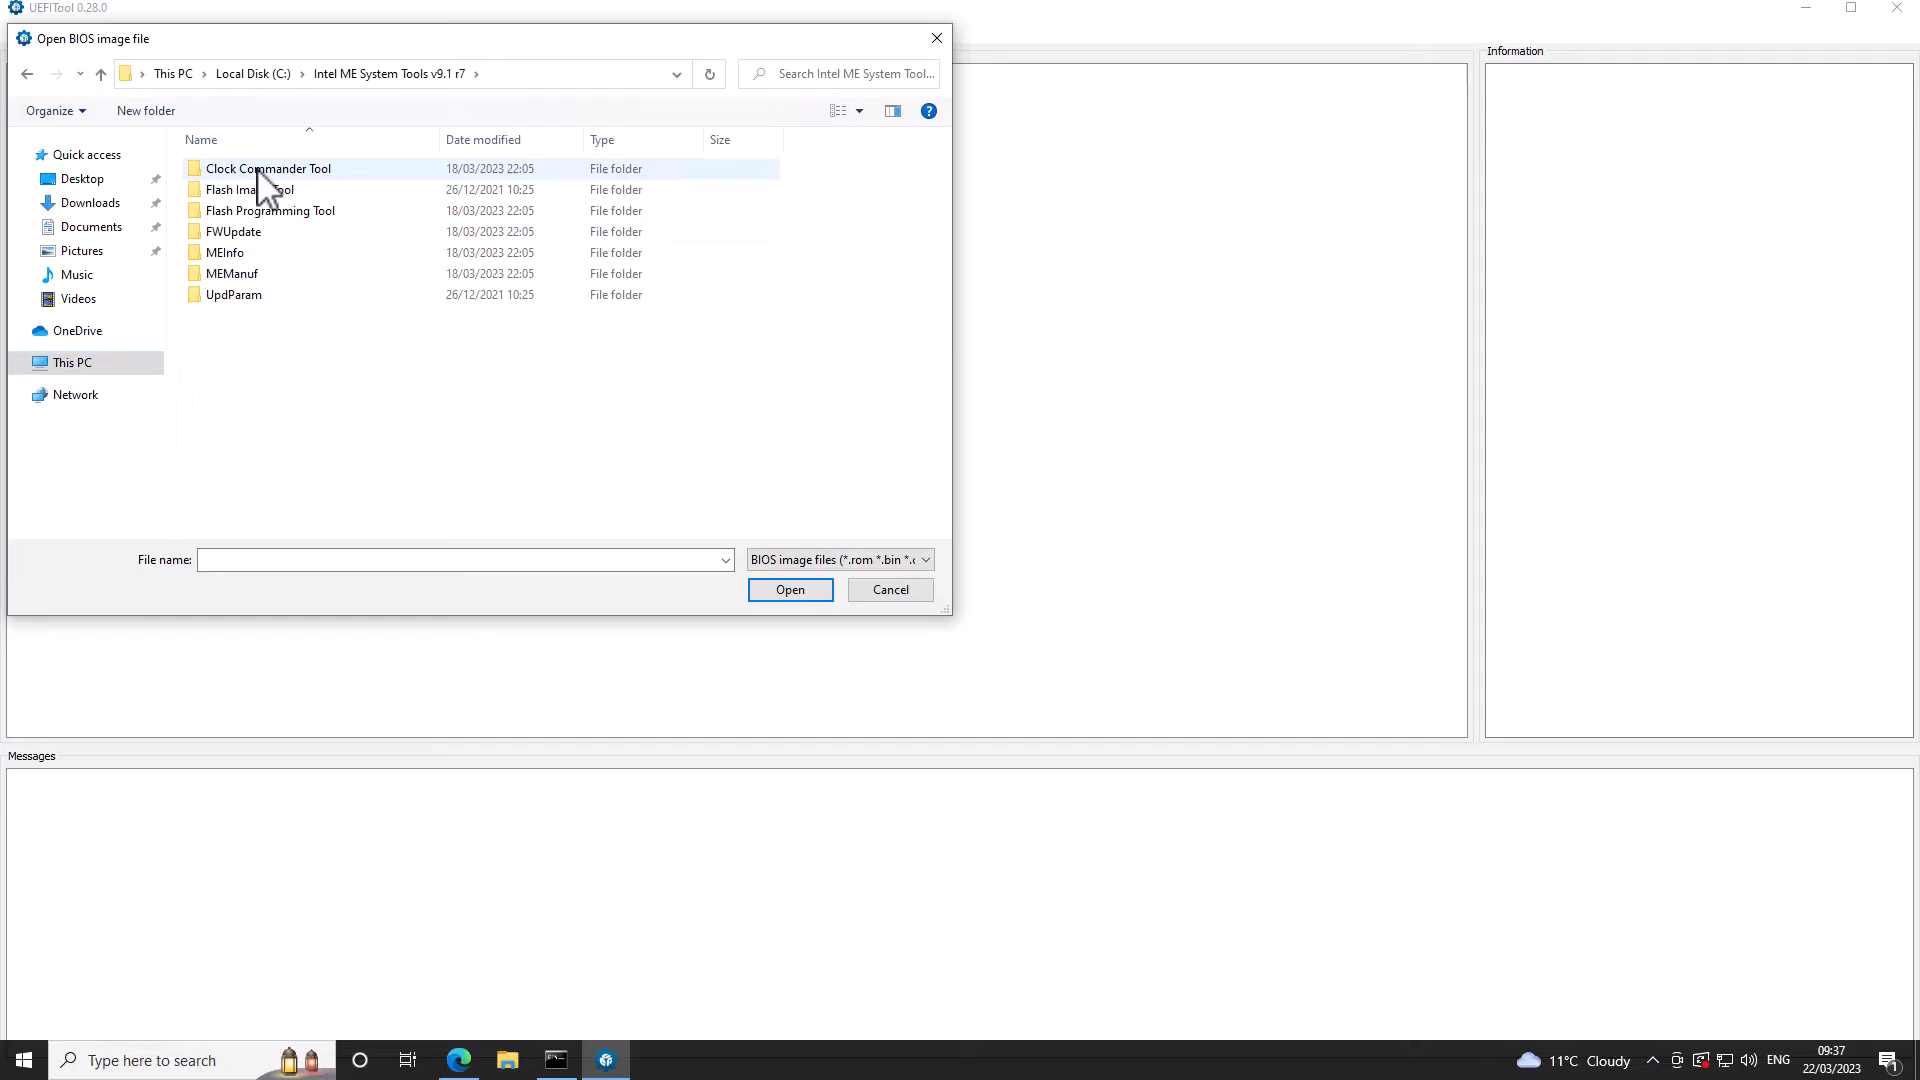 UEFITool 0.28.0
Open BIOS image file
This PC
Local Disk (C:)
Intel ME System Tools v9.1 r7
Search Intel ME System Tool...
Organize
New folder
Name
Date modified
Type
Size
Quick access
Desktop
Downloads
Documents
Pictures
Music
Videos
OneDrive
This PC
Network
Clock Commander Tool 18/03/2023 22:05 File folder
Flash Ima Tool 26/12/2021 10:25 File folder
Flash Programming Tool 18/03/2023 22:05 File folder
FWUpdate 18/03/2023 22:05 File folder
MEInfo 18/03/2023 22:05 File folder
MEManuf 18/03/2023 22:05 File folder
UpdParam 26/12/2021 10:25 File folder
File name:
BIOS image files (*.rom *.bin *.c
Open
Cancel
Information
Messages
Type here to search
11°C Cloudy
ENG
09:37
22/03/2023
1